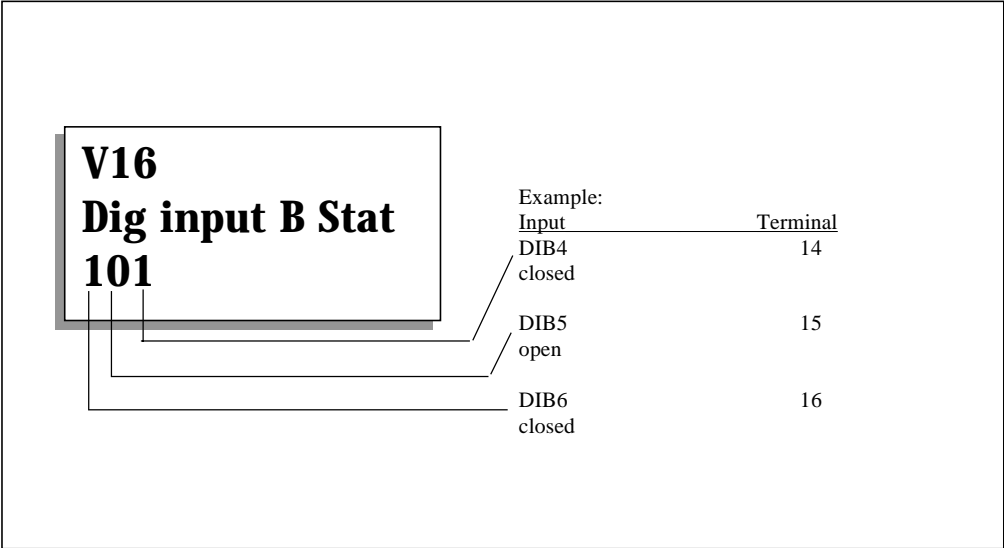 V16
Dig input B Stat
101
Example:
Input Terminal
DIB4 14
closed
DIB5 15
open
DIB6 16
closed